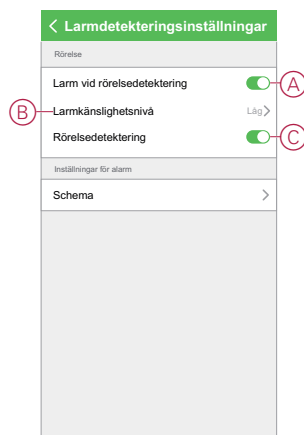 Larmdetekteringsinställningar
Rörelse
Larm vid rörelsedetektering
A
B
Larmkänslighetsnivå
Låg
Rörelsedetektering
C
Inställningar för alarm
Schema